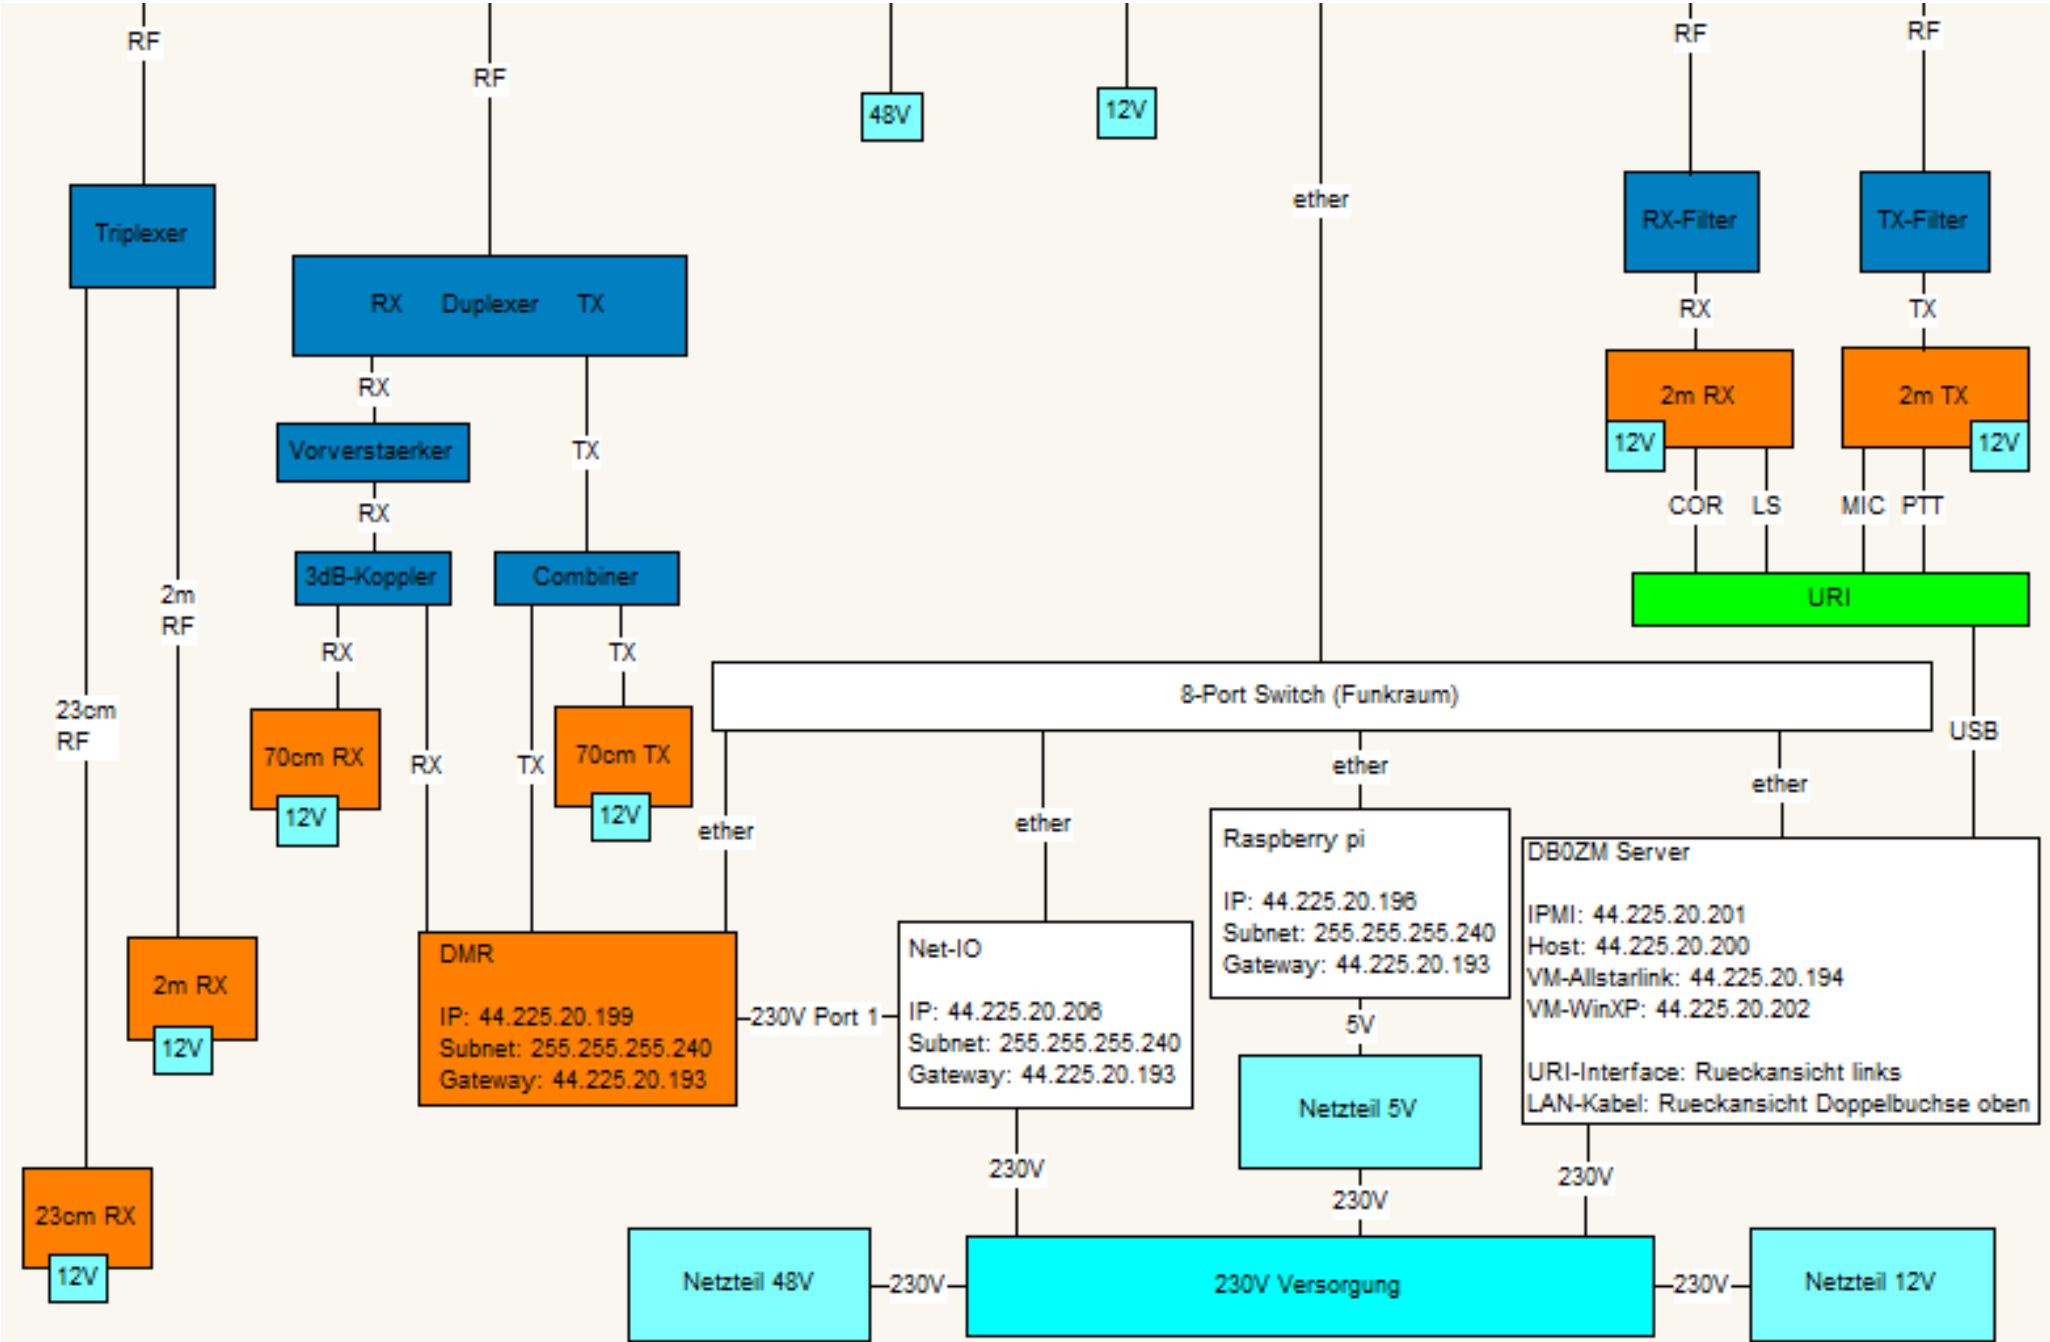 RF
RF
48V
12V
ether
RF
RF
Triplexer
RX Duplexer TX
RX-Filter
TX-Filter
RX
TX
RX
Vorverstaerker
TX
2m RX
12V
2m TX
12V
RX
COR
LS
MIC
PTT
3dB-Koppler
Combiner
URI
2m
RF
RX
TX
8-Port Switch (Funkraum)
23cm
RF
70cm RX
12V
RX
TX
70cm TX
12V
ether
ether
ether
ether
USB
DMR
IP: 44.225.20.199
Subnet: 255.255.255.240
Gateway: 44.225.20.193
230V Port 1
Net-IO
IP: 44.225.20.206
Subnet: 255.255.255.240
Gateway: 44.225.20.193
Raspberry pi
IP: 44.225.20.196
Subnet: 255.255.255.240
Gateway: 44.225.20.193
DB0ZM Server
IPMI: 44.225.20.201
Host: 44.225.20.200
VM-Allstarlink: 44.225.20.194
VM-WinXP: 44.225.20.202
URI-Interface: Rueckansicht links
LAN-Kabel: Rueckansicht Doppelbuchse oben
2m RX
12V
5V
Netzteil 5V
230V
230V
230V
23cm RX
12V
Netzteil 48V
230V
230V Versorgung
230V
Netzteil 12V